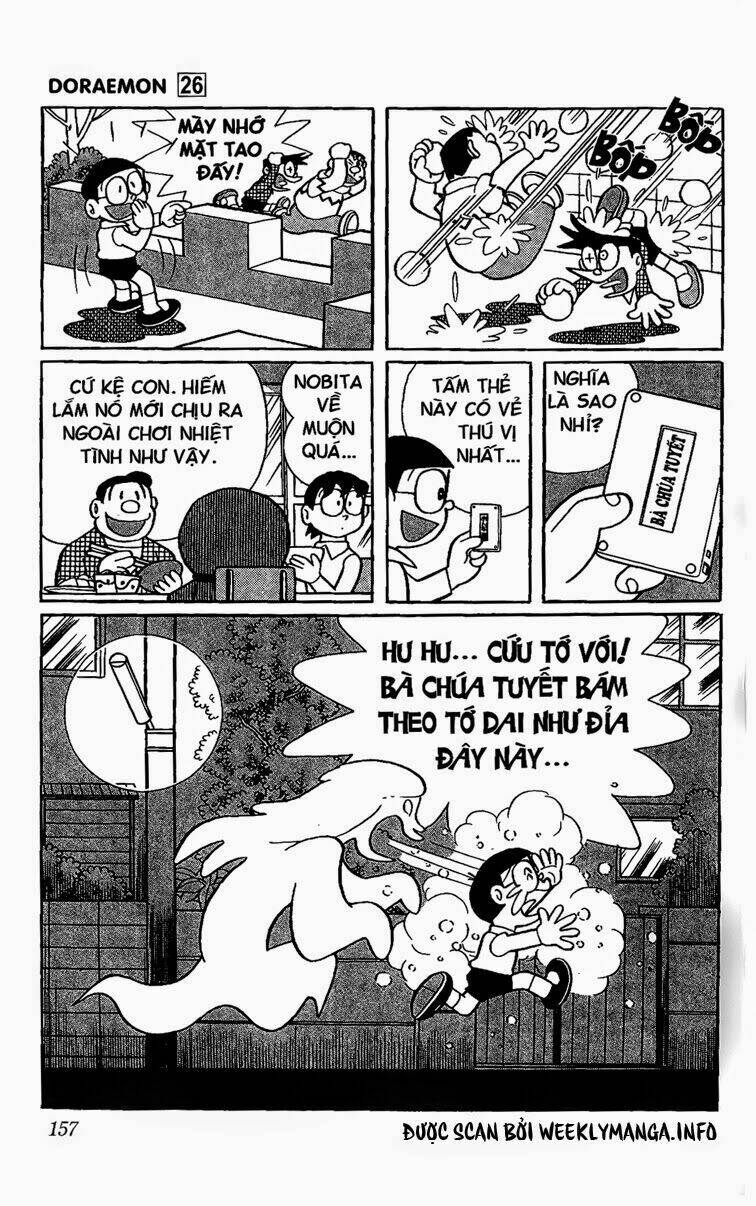 DORAEMON 26
MÀY NHỚ
MẶT TAO
ĐẤY!
BỐP
BỐP
CỨ KỆ CON. HIẾM
LẮM NÓ MỚI CHỊU RA
NGOÀI CHƠI NHIỆT
TÌNH NHƯ VẬY.
NOBITA
VỀ
MUỘN
QUÁ...
TẤM THẺ
NÀY CÓ VẺ
THÚ VỊ
NHẤT...
NGHĨA
LÀ SAO
NHỈ?
BÀ CHÚA TUYẾT
HU HU... CỨU TỚ VỚI!
BÀ CHÚA TUYẾT BÁM
THEO TỚ DAI NHƯ ĐỈA
ĐÂY NÀY...
157
ĐƯỢC SCAN BỞI WEEKLYMANGA.INFO